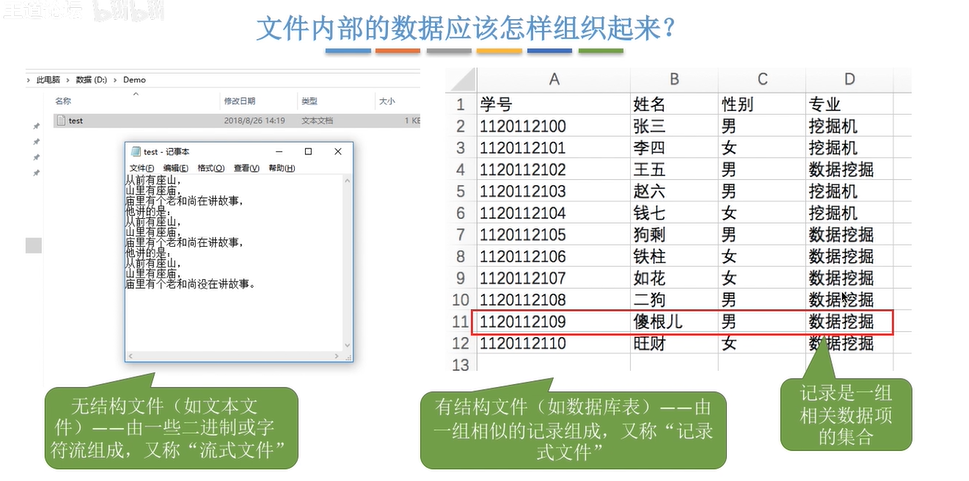 bilibili
文件内部的数据应该怎样组织起来？
此电脑 > 数据 (D:) > Demo
名称 修改日期 类型 大小
test 2018/8/26 14:19 文本文档 1 KB
test - 记事本
文件(F) 编辑(E) 格式(O) 查看(V) 帮助(H)
从前有座山，
山里有座庙，
庙里有个老和尚在讲故事，
他讲的是：
从前有座山，
山里有座庙，
庙里有个老和尚在讲故事，
他讲的是：
从前有座山，
山里有座庙，
庙里有个老和尚没在讲故事。
A B C D
1 学号 姓名 性别 专业
2 1120112100 张三 男 挖掘机
3 1120112101 李四 女 挖掘机
4 1120112102 王五 男 数据挖掘
5 1120112103 赵六 男 挖掘机
6 1120112104 钱七 女 挖掘机
7 1120112105 狗剩 男 数据挖掘
8 1120112106 铁柱 女 数据挖掘
9 1120112107 如花 女 数据挖掘
10 1120112108 二狗 男 数据挖掘
11 1120112109 傻根儿 男 数据挖掘
12 1120112110 旺财 女 数据挖掘
13
无结构文件（如文本文
件）——由一些二进制或字
符流组成，又称“流式文件”
有结构文件（如数据库表）——由
一组相似的记录组成，又称“记录
式文件”
记录是一组
相关数据项
的集合